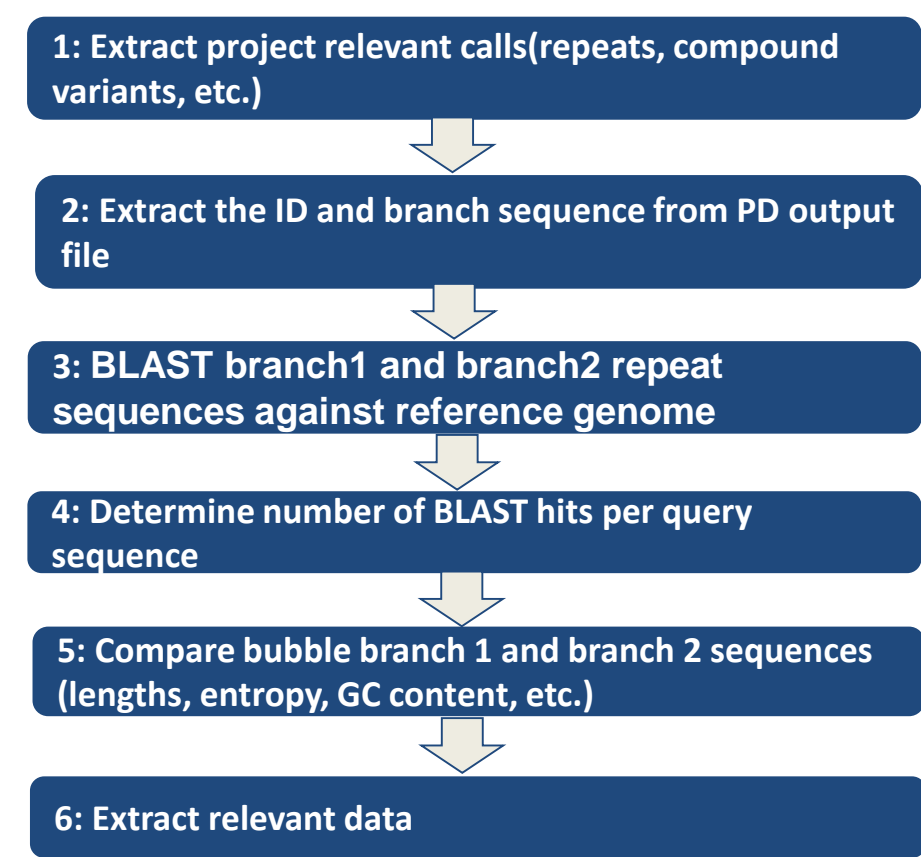 1: Extract project relevant calls(repeats, compound
variants, etc.)
2: Extract the ID and branch sequence from PD output
file
3: BLAST branch1 and branch2 repeat
sequences against reference genome
4: Determine number of BLAST hits per query
sequence
5: Compare bubble branch 1 and branch 2 sequences
(lengths, entropy, GC content, etc.)
6: Extract relevant data